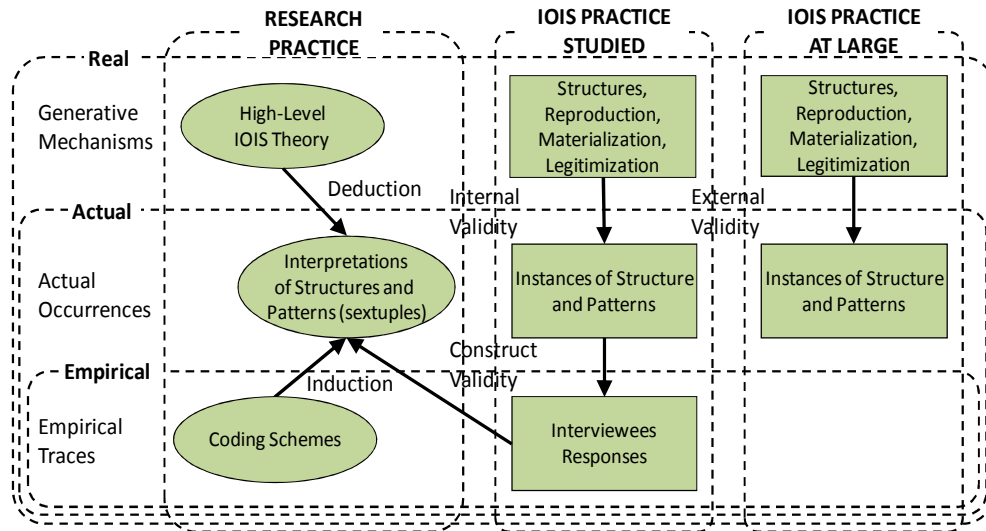 RESEARCH
PRACTICE
IOIS PRACTICE
STUDIED
IOIS PRACTICE
AT LARGE
Real
Generative
Mechanisms
High-Level
IOIS Theory
Structures,
Reproduction,
Materialization,
Legitimization
Structures,
Reproduction,
Materialization,
Legitimization
Deduction
Internal
Validity
External
Validity
Actual
Actual
Occurrences
Interpretations
of Structures and
Patterns (sextuples)
Instances of Structure
and Patterns
Instances of Structure
and Patterns
Construct
Validity
Empirical
Induction
Empirical
Traces
Coding Schemes
Interviewees
Responses